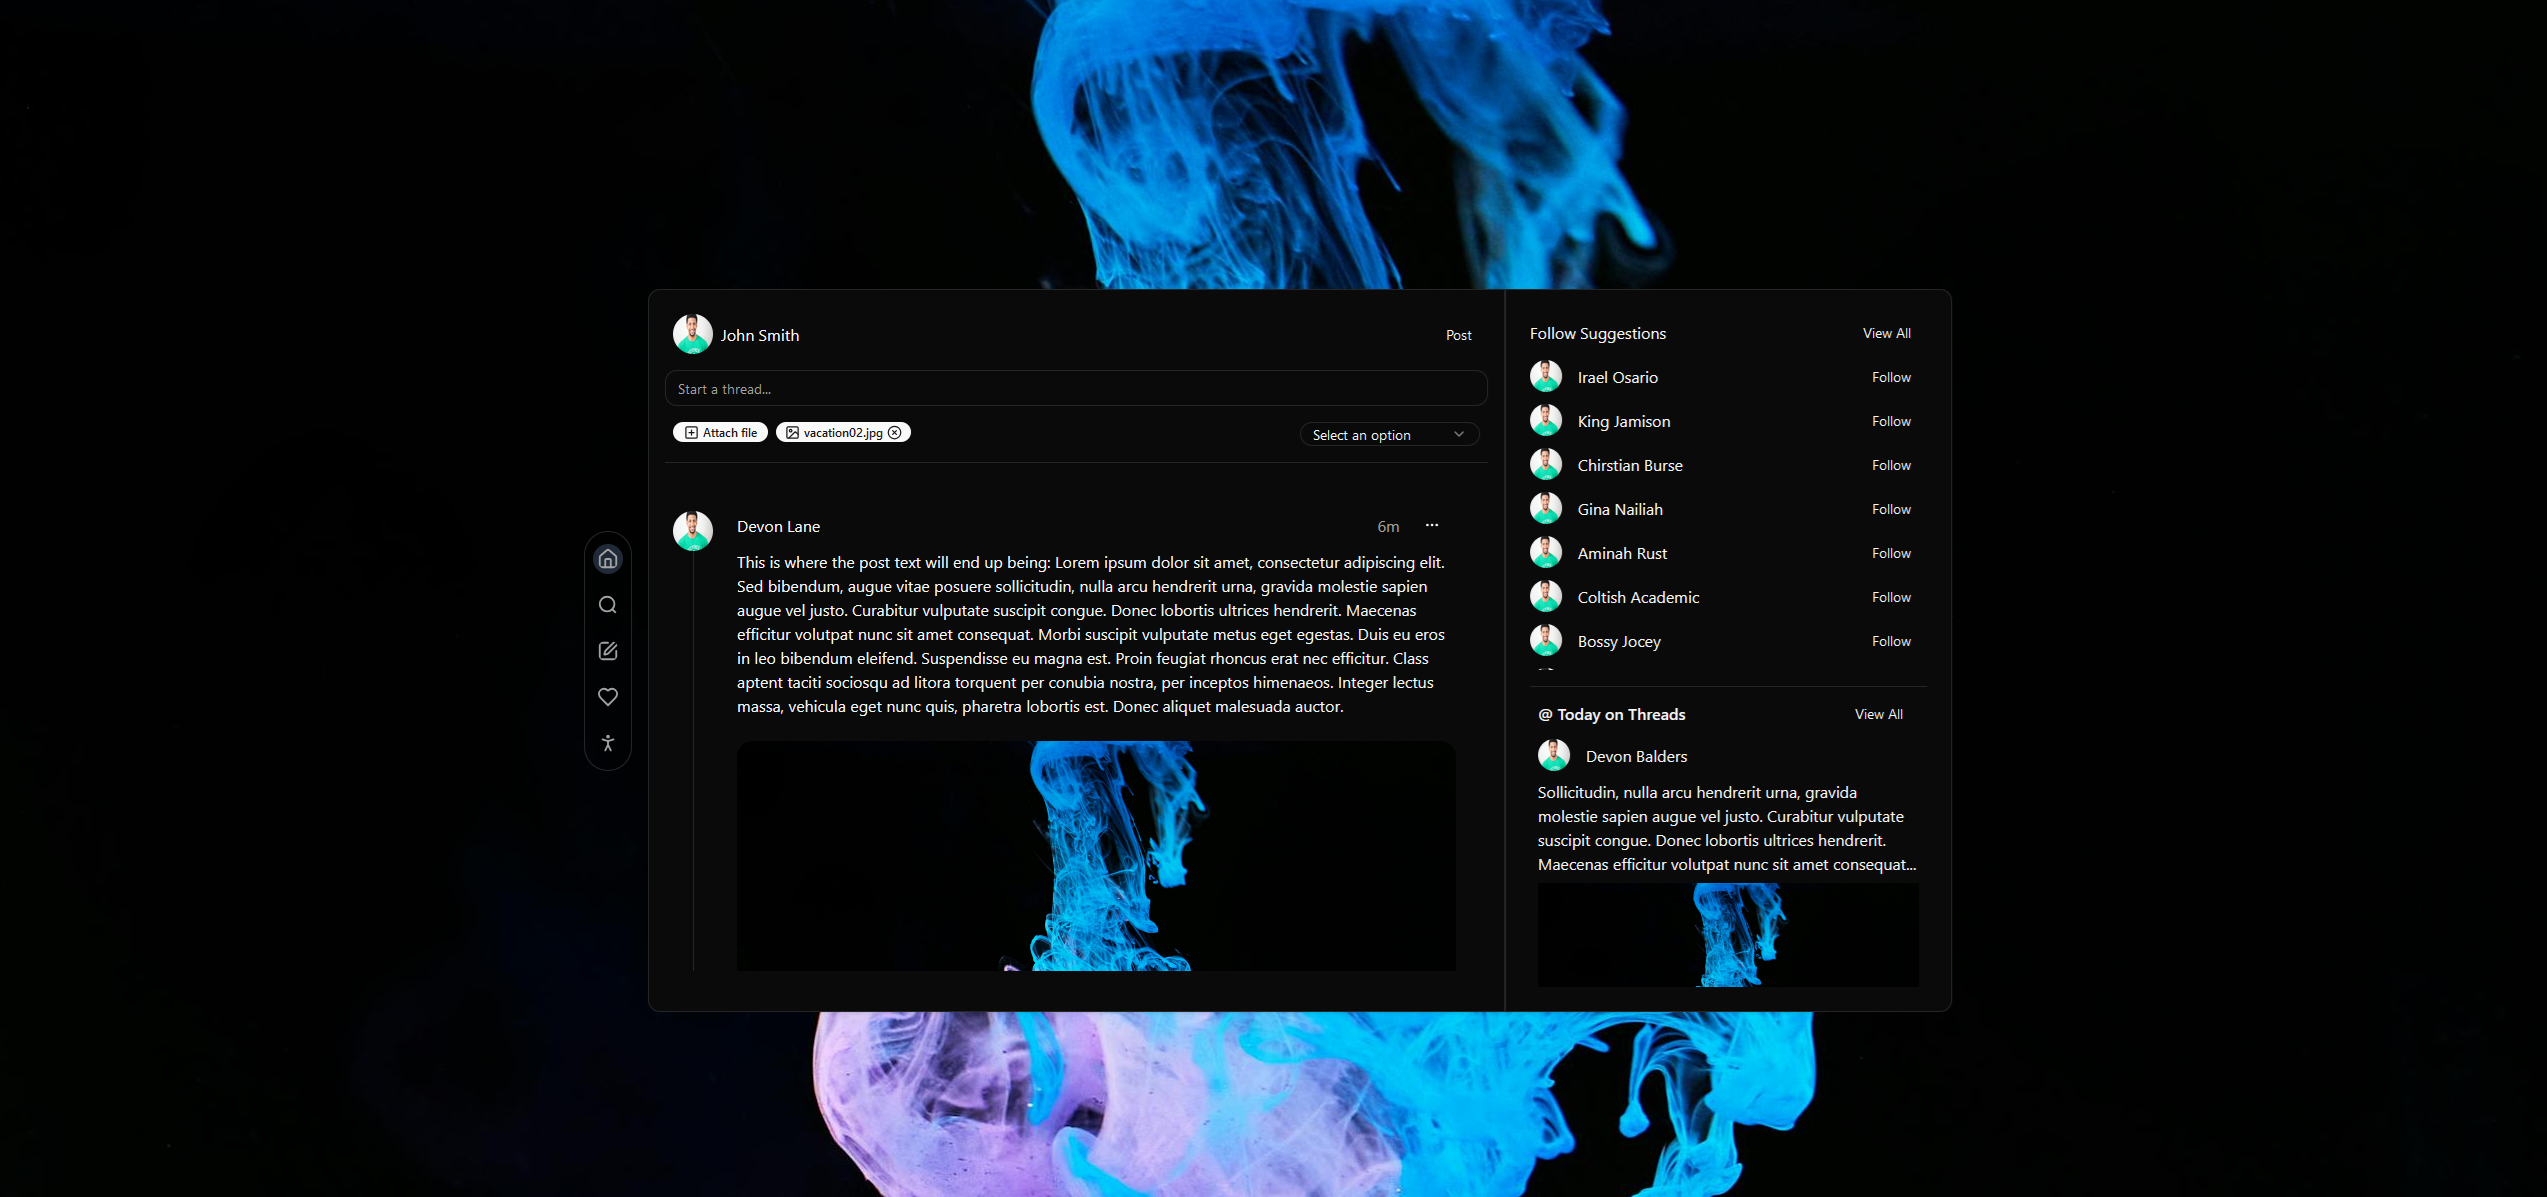 John Smith
Post
Start a thread...
Attach file
vacation02.jpg
Select an option
Devon Lane
6m
This is where the post text will end up being: Lorem ipsum dolor sit amet, consectetur adipiscing elit.
Sed bibendum, augue vitae posuere sollicitudin, nulla arcu hendrerit urna, gravida molestie sapien
augue vel justo. Curabitur vulputate suscipit congue. Donec lobortis ultrices hendrerit. Maecenas
efficitur volutpat nunc sit amet consequat. Morbi suscipit vulputate metus eget egestas. Duis eu eros
in leo bibendum eleifend. Suspendisse eu magna est. Proin feugiat rhoncus erat nec efficitur. Class
aptent taciti sociosqu ad litora torquent per conubia nostra, per inceptos himenaeos. Integer lectus
massa, vehicula eget nunc quis, pharetra lobortis est. Donec aliquet malesuada auctor.
Follow Suggestions
View All
Irael Osario
Follow
King Jamison
Follow
Chirstian Burse
Follow
Gina Nailiah
Follow
Aminah Rust
Follow
Coltish Academic
Follow
Bossy Jocey
Follow
@ Today on Threads
View All
Devon Balders
Sollicitudin, nulla arcu hendrerit urna, gravida
molestie sapien augue vel justo. Curabitur vulputate
suscipit congue. Donec lobortis ultrices hendrerit.
Maecenas efficitur volutpat nunc sit amet consequat...